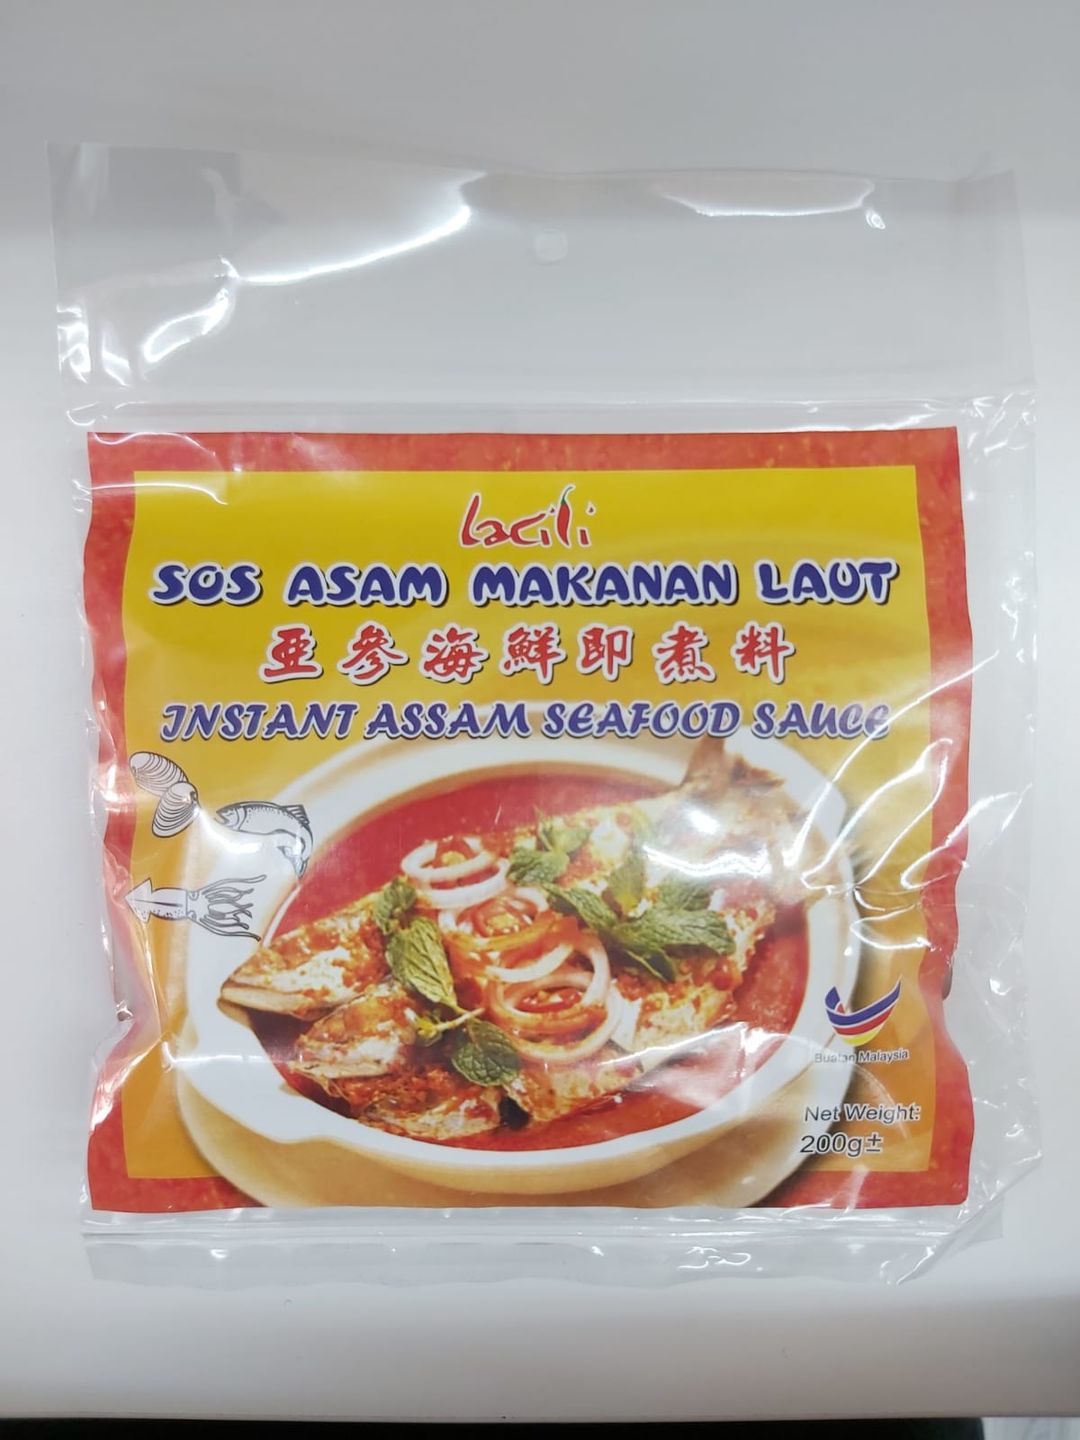 Lacili
SOS ASAM MAKANAN LAUT
亞參海鮮即煮料
INSTANT ASSAM SEAFOOD SAUCE
Buatan Malaysia
Net Weight:
200g±